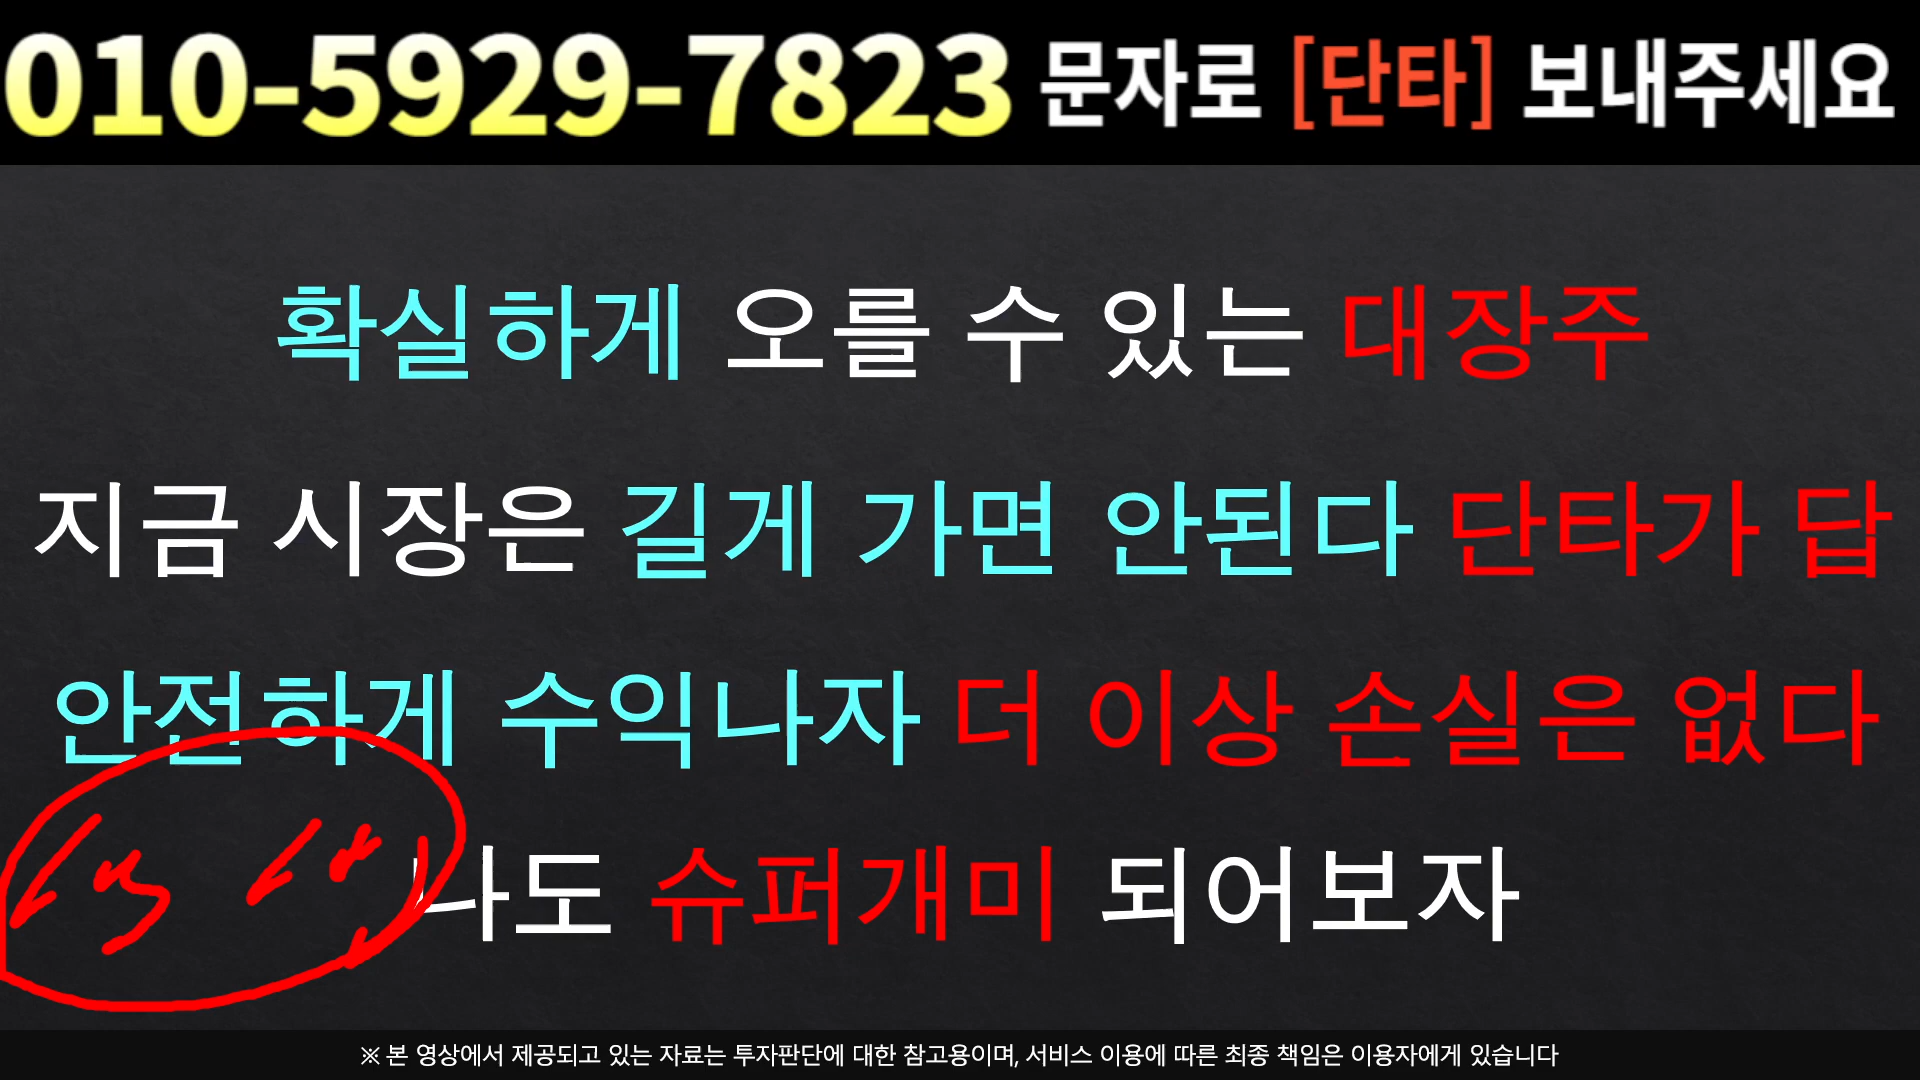 010-5929-7823 문자로 [단타] 보내주세요
확실하게 오를 수 있는 대장주
지금 시장은 길게 가면 안된다 단타가 답
안전하게 수익나자 더 이상 손실은 없다
나도 슈퍼개미 되어보자
※ 본 영상에서 제공되고 있는 자료는 투자판단에 대한 참고용이며, 서비스 이용에 따른 최종 책임은 이용자에게 있습니다